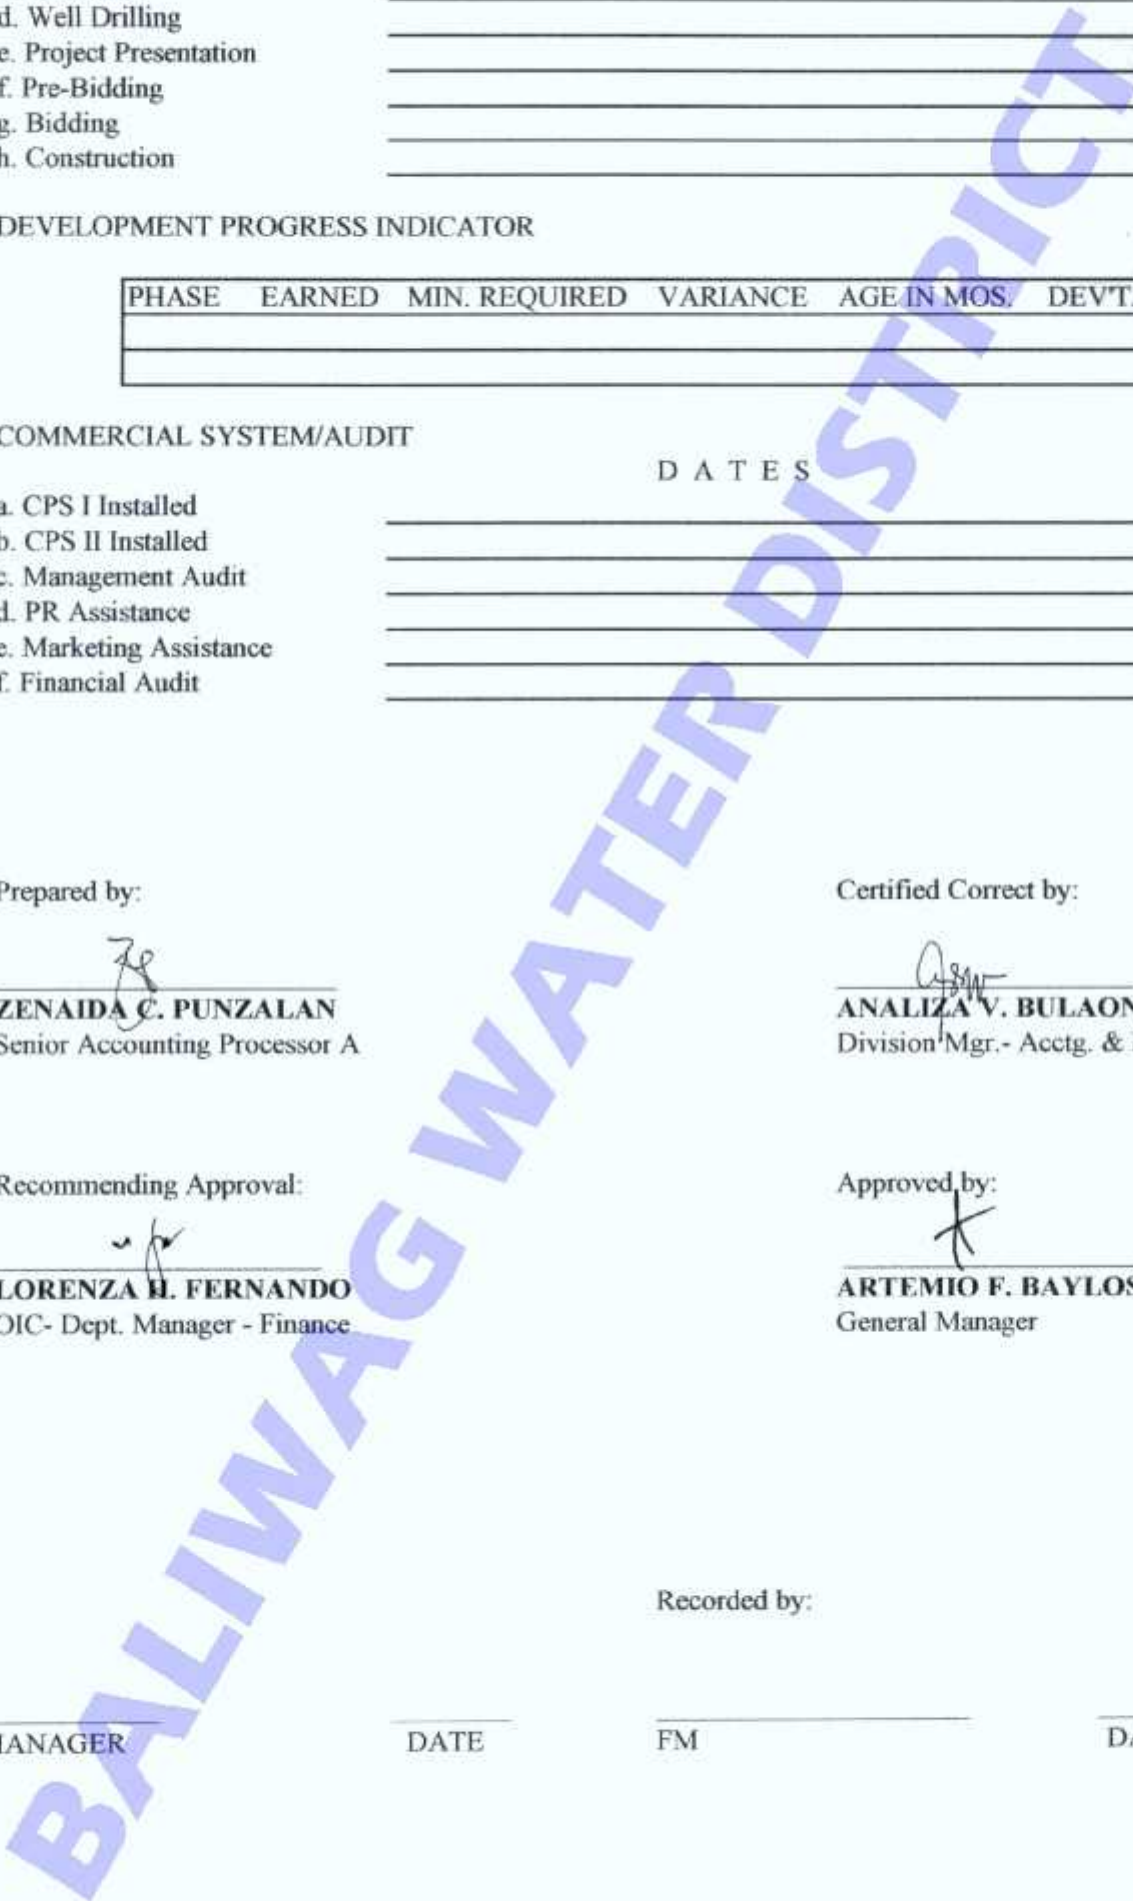 d. Well Drilling
e. Project Presentation
f. Pre-Bidding
g. Bidding
h. Construction
DEVELOPMENT PROGRESS INDICATOR
PHASE EARNED MIN. REQUIRED VARIANCE AGE IN MOS. DEV'T.
COMMERCIAL SYSTEM/AUDIT
D A T E S
a. CPS I Installed
b. CPS II Installed
c. Management Audit
d. PR Assistance
e. Marketing Assistance
f. Financial Audit
Prepared by: Certified Correct by:
ZENAIDA C. PUNZALAN ANALIZA V. BULAON
Senior Accounting Processor A Division Mgr.- Acctg. &
Recommending Approval: Approved by:
LORENZA H. FERNANDO ARTEMIO F. BAYLOS
OIC- Dept. Manager - Finance General Manager
Recorded by:
ANAGER DATE FM DA
BALIWAG WATER DISTRICT